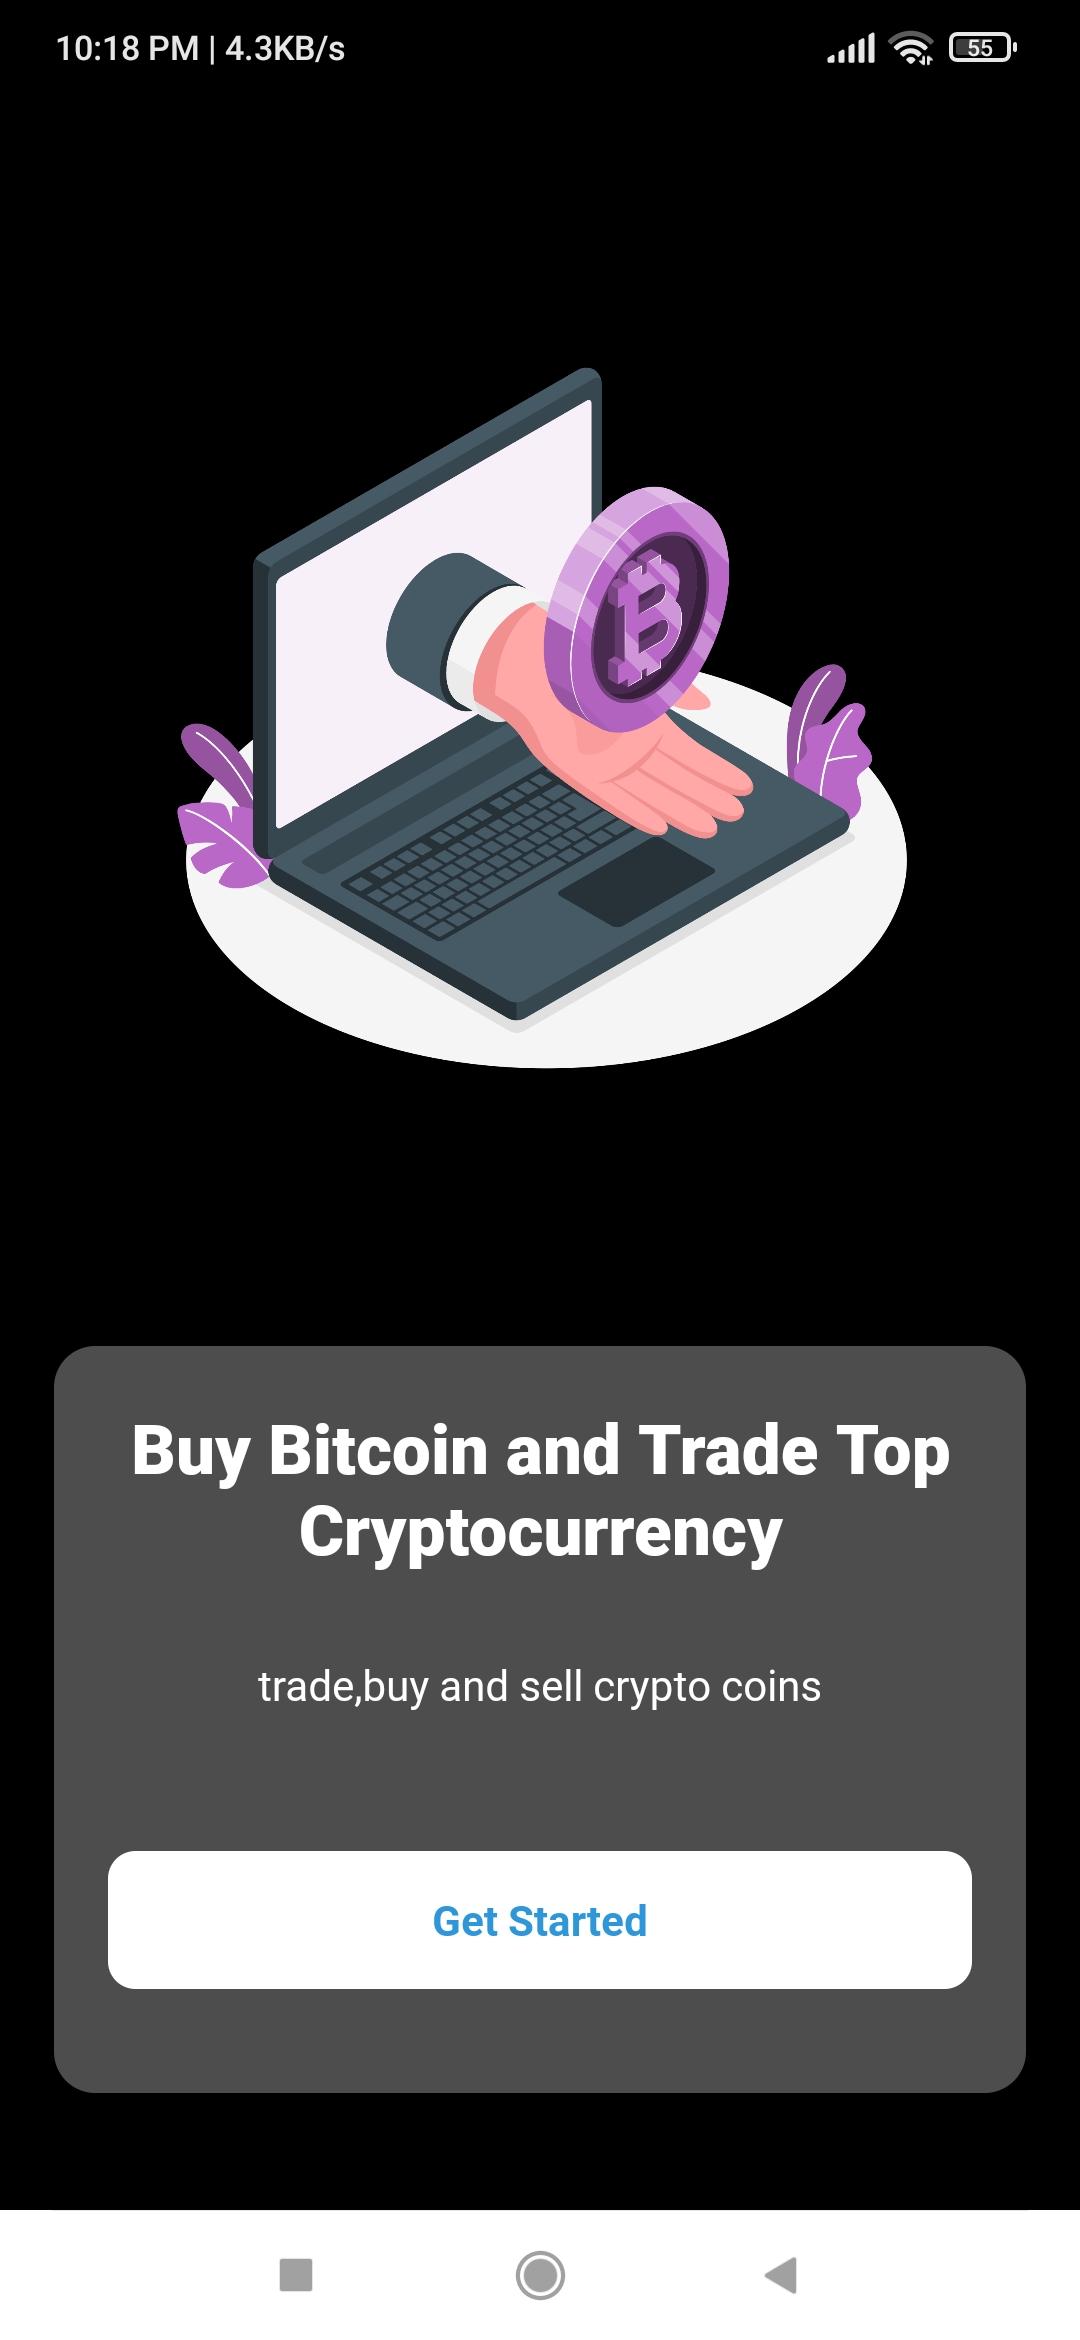 10:18 PM | 4.3KB/s
55
Buy Bitcoin and Trade Top
Cryptocurrency
trade,buy and sell crypto coins
Get Started